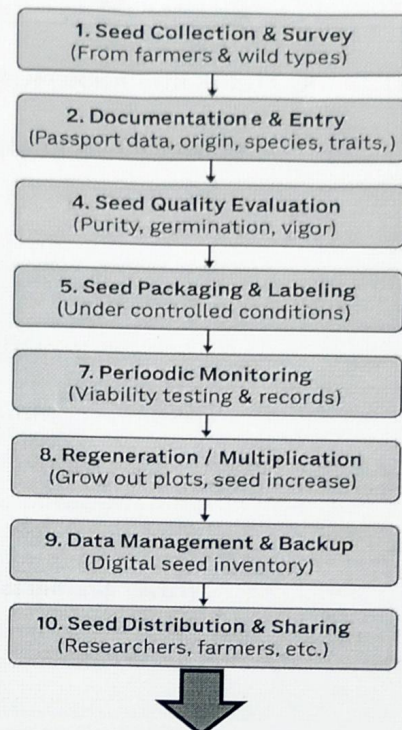 1. Seed Collection & Survey
(From farmers & wild types)
2. Documentatione & Entry
(Passport data, origin, species, traits,)
4. Seed Quality Evaluation
(Purity, germination, vigor)
5. Seed Packaging & Labeling
(Under controlled conditions)
7. Perioodic Monitoring
(Viability testing & records)
8. Regeneration / Multiplication
(Grow out plots, seed increase)
9. Data Management & Backup
(Digital seed inventory)
10. Seed Distribution & Sharing
(Researchers, farmers, etc.)